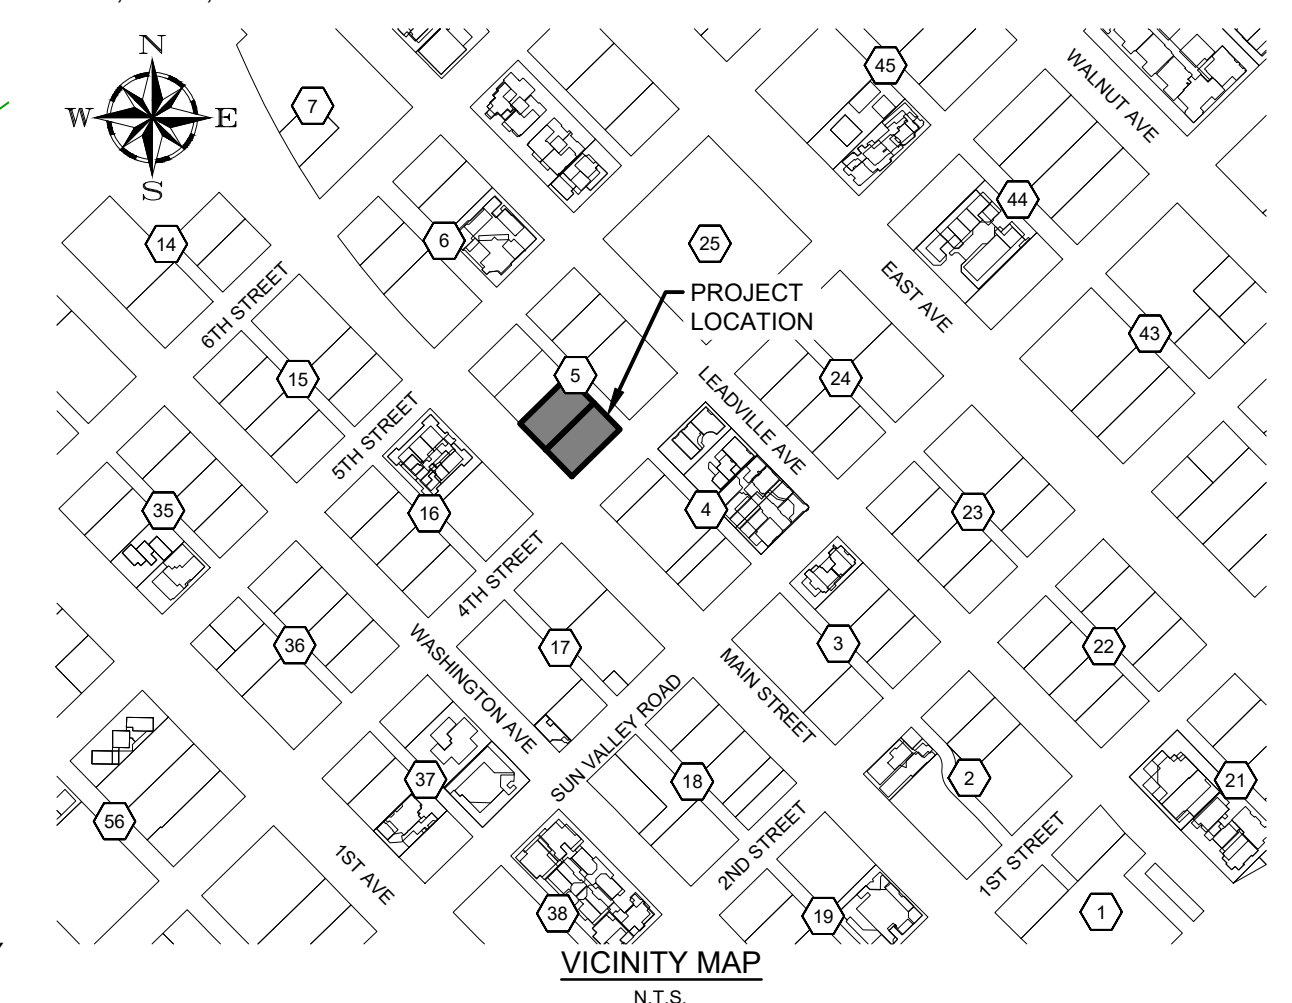 N
W
E
S
7
45
WALNUT AVE
14
6
25
44
6TH STREET
PROJECT
LOCATION
EAST AVE
43
15
5
24
5TH STREET
LEADVILLE AVE
35
16
4
23
4TH STREET
36
17
3
22
WASHINGTON AVE
MAIN STREET
SUN VALLEY ROAD
37
18
2
21
56
1ST AVE
2ND STREET
1ST STREET
38
19
1
VICINITY MAP
N.T.S.